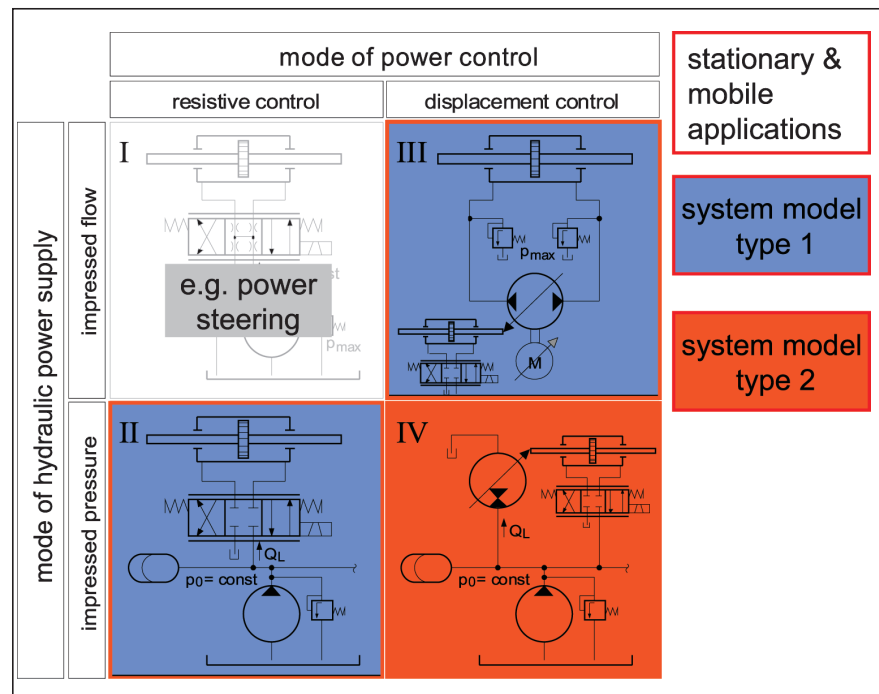 mode of power control
resistive control
displacement control
stationary &
mobile
applications
mode of hydraulic power supply
impressed flow
I
e.g. power
steering
pmax
III
pmax
M
system model
type 1
system model
type 2
impressed pressure
II
QL
p0= const
IV
QL
p0= const